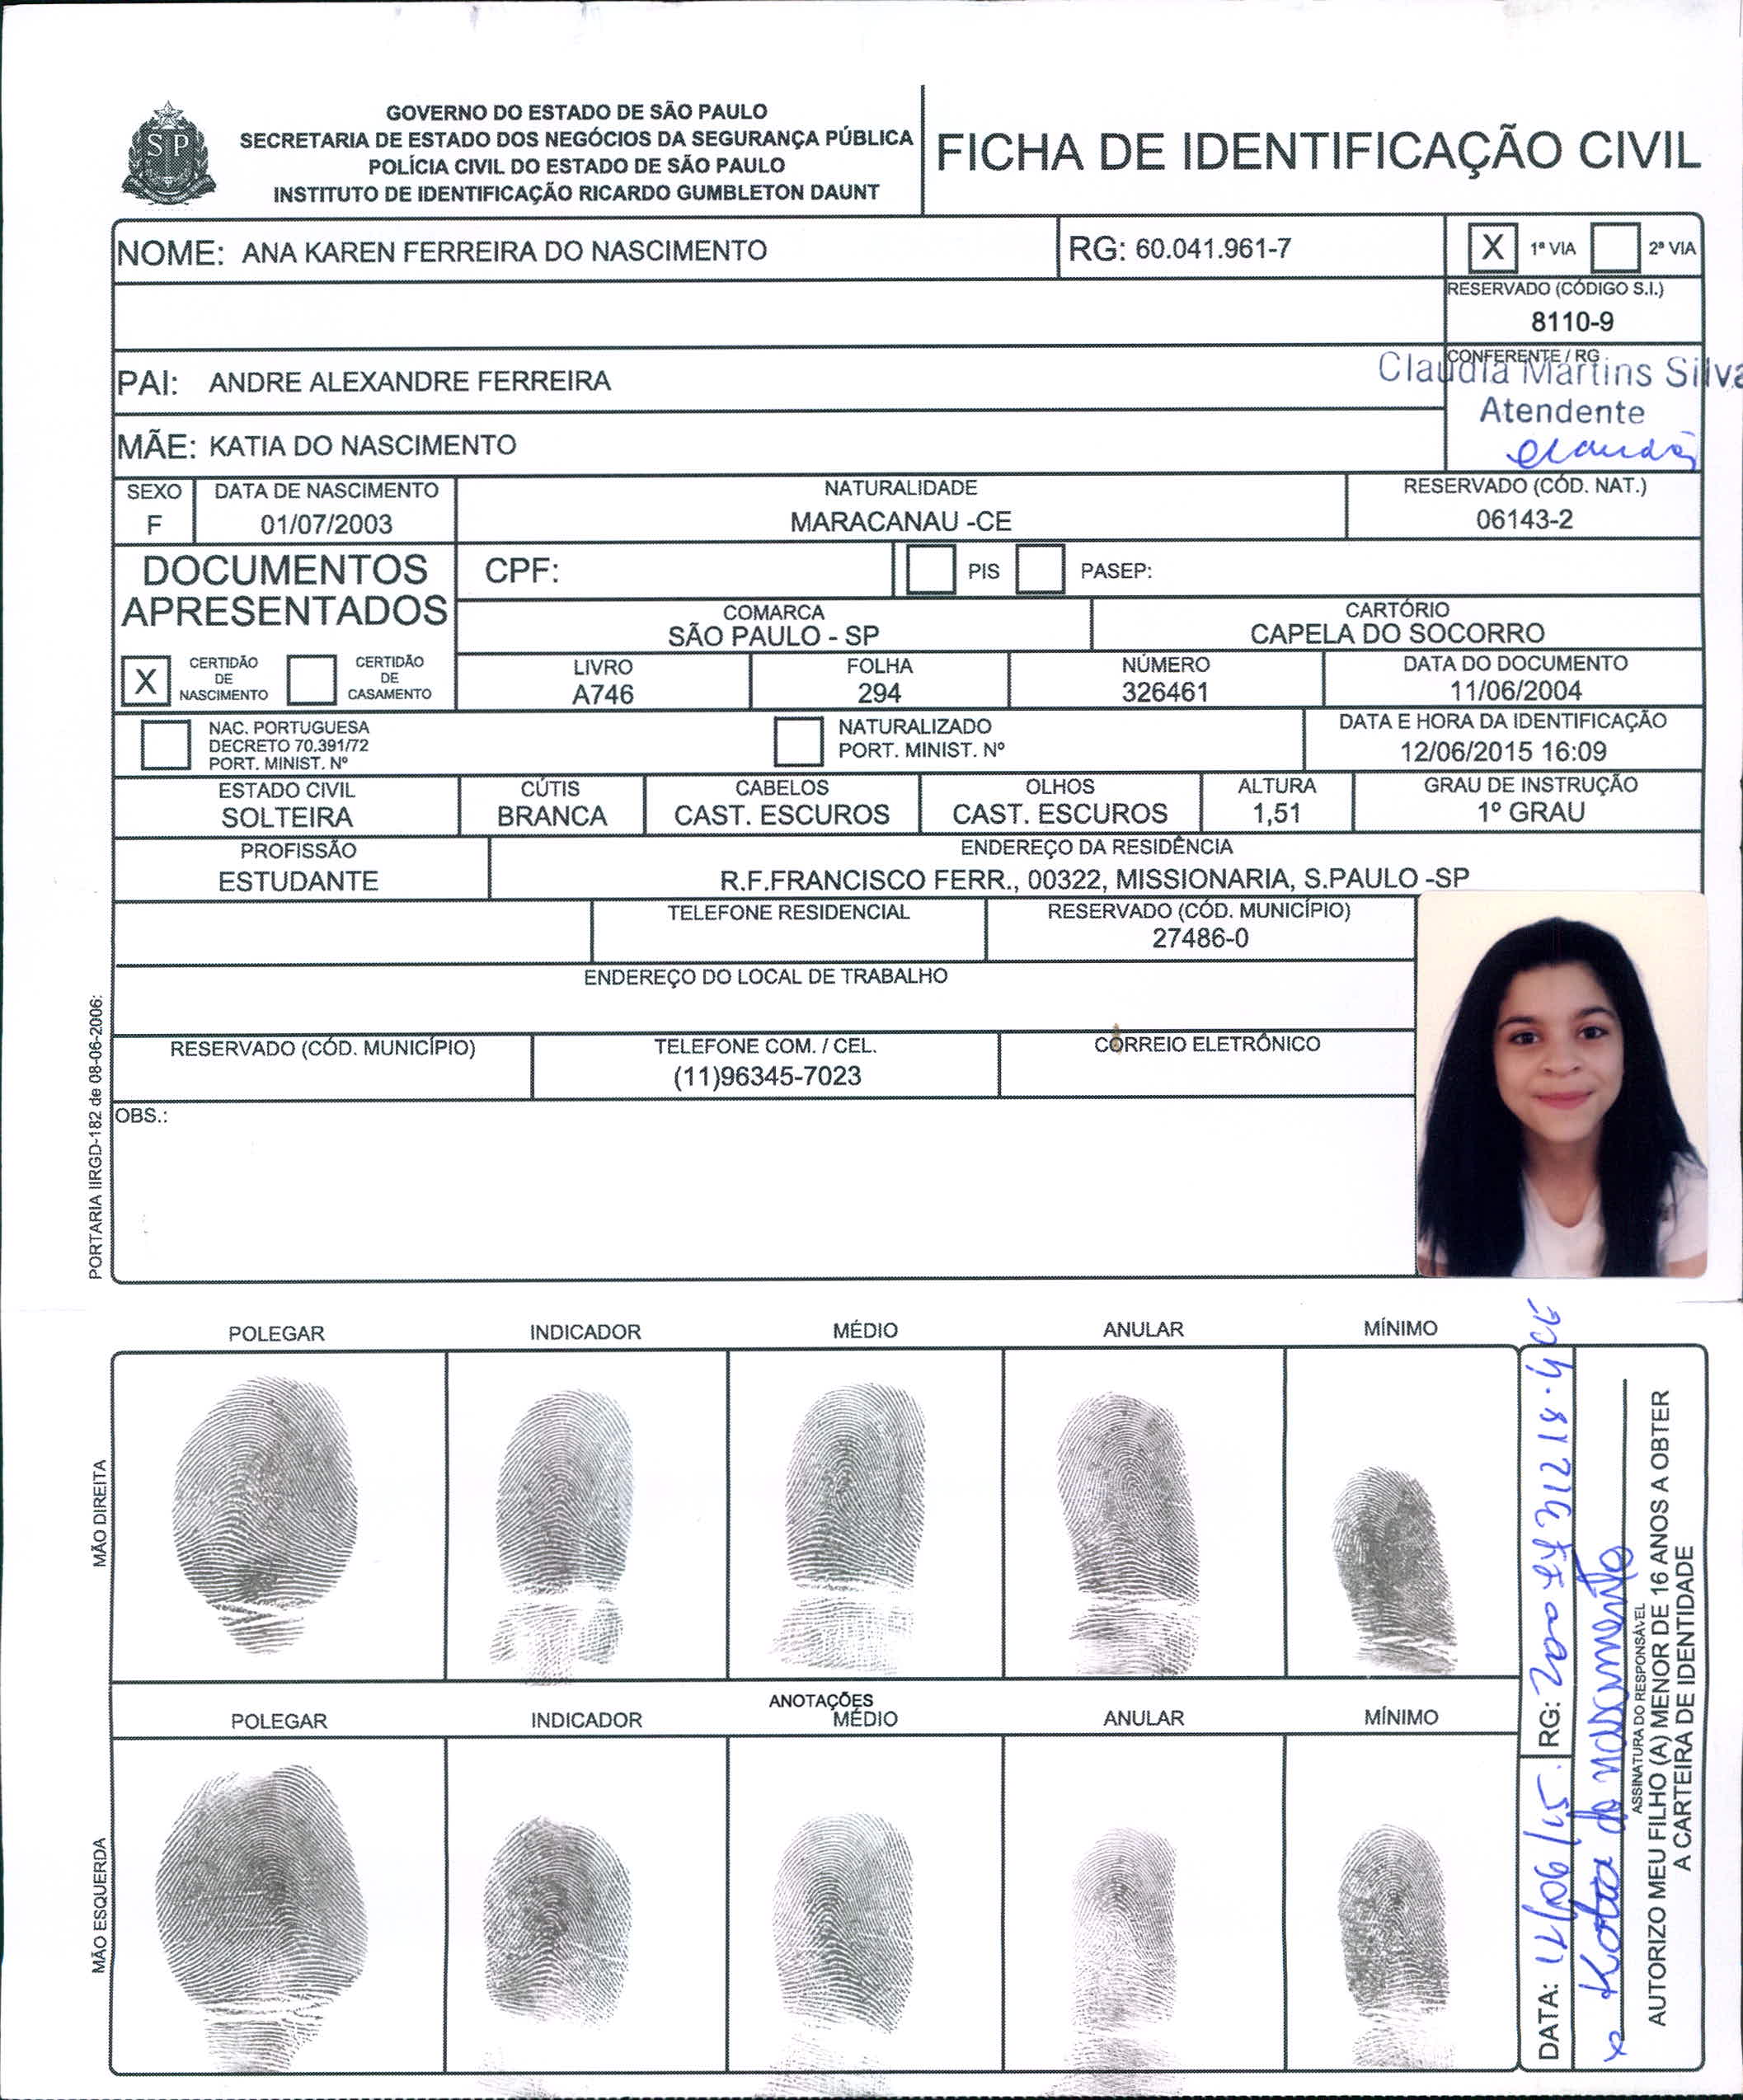 GOVERNO DO ESTADO DE SÃO PAULO
SECRETARIA DE ESTADO DOS NEGÓCIOS DA SEGURANÇA PÚBLICA
POLÍCIA CIVIL DO ESTADO DE SÃO PAULO
INSTITUTO DE IDENTIFICAÇÃO RICARDO GUMBLETON DAUNT
SP
FICHA DE IDENTIFICAÇÃO CIVIL
NOME: ANA KAREN FERREIRA DO NASCIMENTO RG: 60.041.961-7 X 1ª VIA 2ª VIA
RESERVADO (CÓDIGO S.I.)
8110-9
PAI: ANDRE ALEXANDRE FERREIRA
CONFERENTE / RG
Claudia Martins Silva
Atendente
MÃE: KATIA DO NASCIMENTO
SEXO DATA DE NASCIMENTO NATURALIDADE RESERVADO (CÓD. NAT.)
F 01/07/2003 MARACANAU -CE 06143-2
DOCUMENTOS APRESENTADOS
CPF: PIS PASEP:
COMARCA CARTÓRIO
SÃO PAULO - SP CAPELA DO SOCORRO
X CERTIDÃO DE NASCIMENTO CERTIDÃO DE CASAMENTO
LIVRO FOLHA NÚMERO DATA DO DOCUMENTO
A746 294 326461 11/06/2004
NAC. PORTUGUESA
DECRETO 70.391/72
PORT. MINIST. Nº
NATURALIZADO
PORT. MINIST. Nº
DATA E HORA DA IDENTIFICAÇÃO
12/06/2015 16:09
ESTADO CIVIL CÚTIS CABELOS OLHOS ALTURA GRAU DE INSTRUÇÃO
SOLTEIRA BRANCA CAST. ESCUROS CAST. ESCUROS 1,51 1º GRAU
PROFISSÃO ENDEREÇO DA RESIDÊNCIA
ESTUDANTE R.F.FRANCISCO FERR., 00322, MISSIONARIA, S.PAULO -SP
TELEFONE RESIDENCIAL RESERVADO (CÓD. MUNICÍPIO)
27486-0
ENDEREÇO DO LOCAL DE TRABALHO
RESERVADO (CÓD. MUNICÍPIO) TELEFONE COM. / CEL. CORREIO ELETRÔNICO
(11)96345-7023
OBS.:
PORTARIA IIRGD-182 de 08-06-2006:
POLEGAR INDICADOR MÉDIO ANULAR MÍNIMO
MÃO DIREITA
ANOTAÇÕES
POLEGAR INDICADOR MÉDIO ANULAR MÍNIMO
MÃO ESQUERDA
DATA: 12/06/15. RG:
x Katia do nascimento
ASSINATURA DO RESPONSÁVEL
AUTORIZO MEU FILHO (A) MENOR DE 16 ANOS A OBTER
A CARTEIRA DE IDENTIDADE